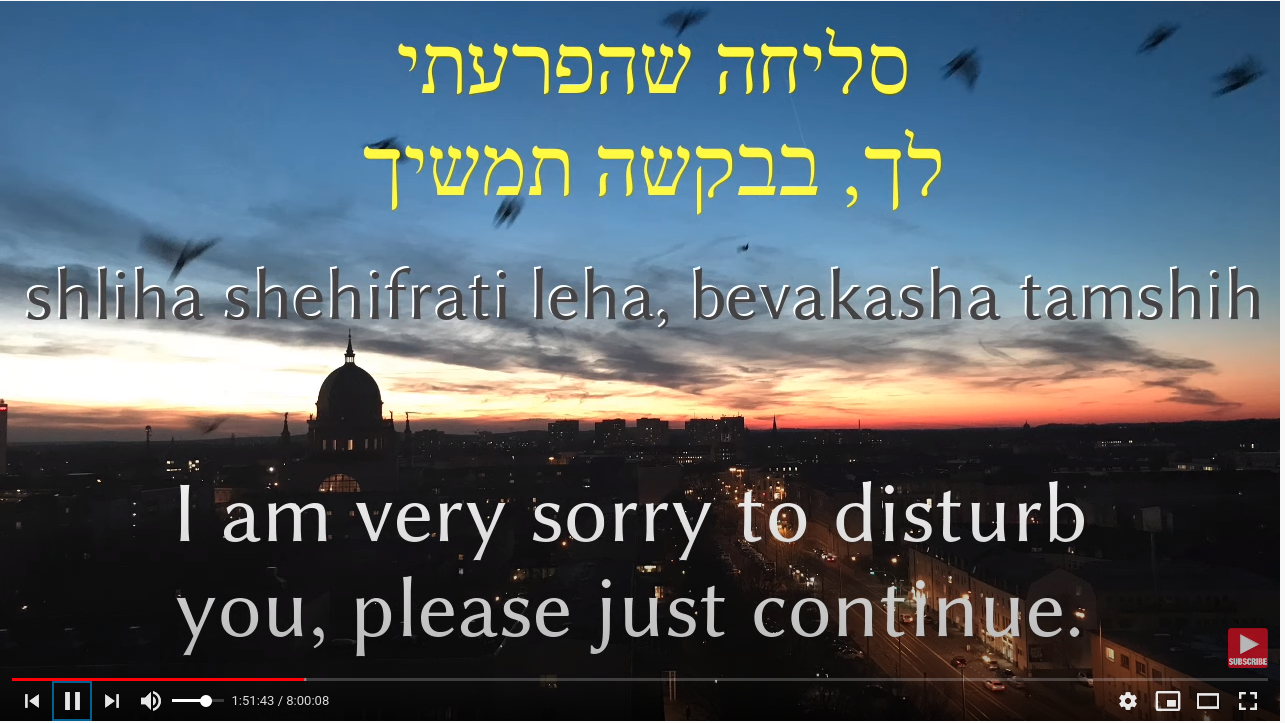 סליחה שהפרעתי
לך, בבקשה תמשיך
shliha shehifrati leha, bevakasha tamshih
I am very sorry to disturb
you, please just continue.
SUBSCRIBE
1:51:43 / 8:00:08